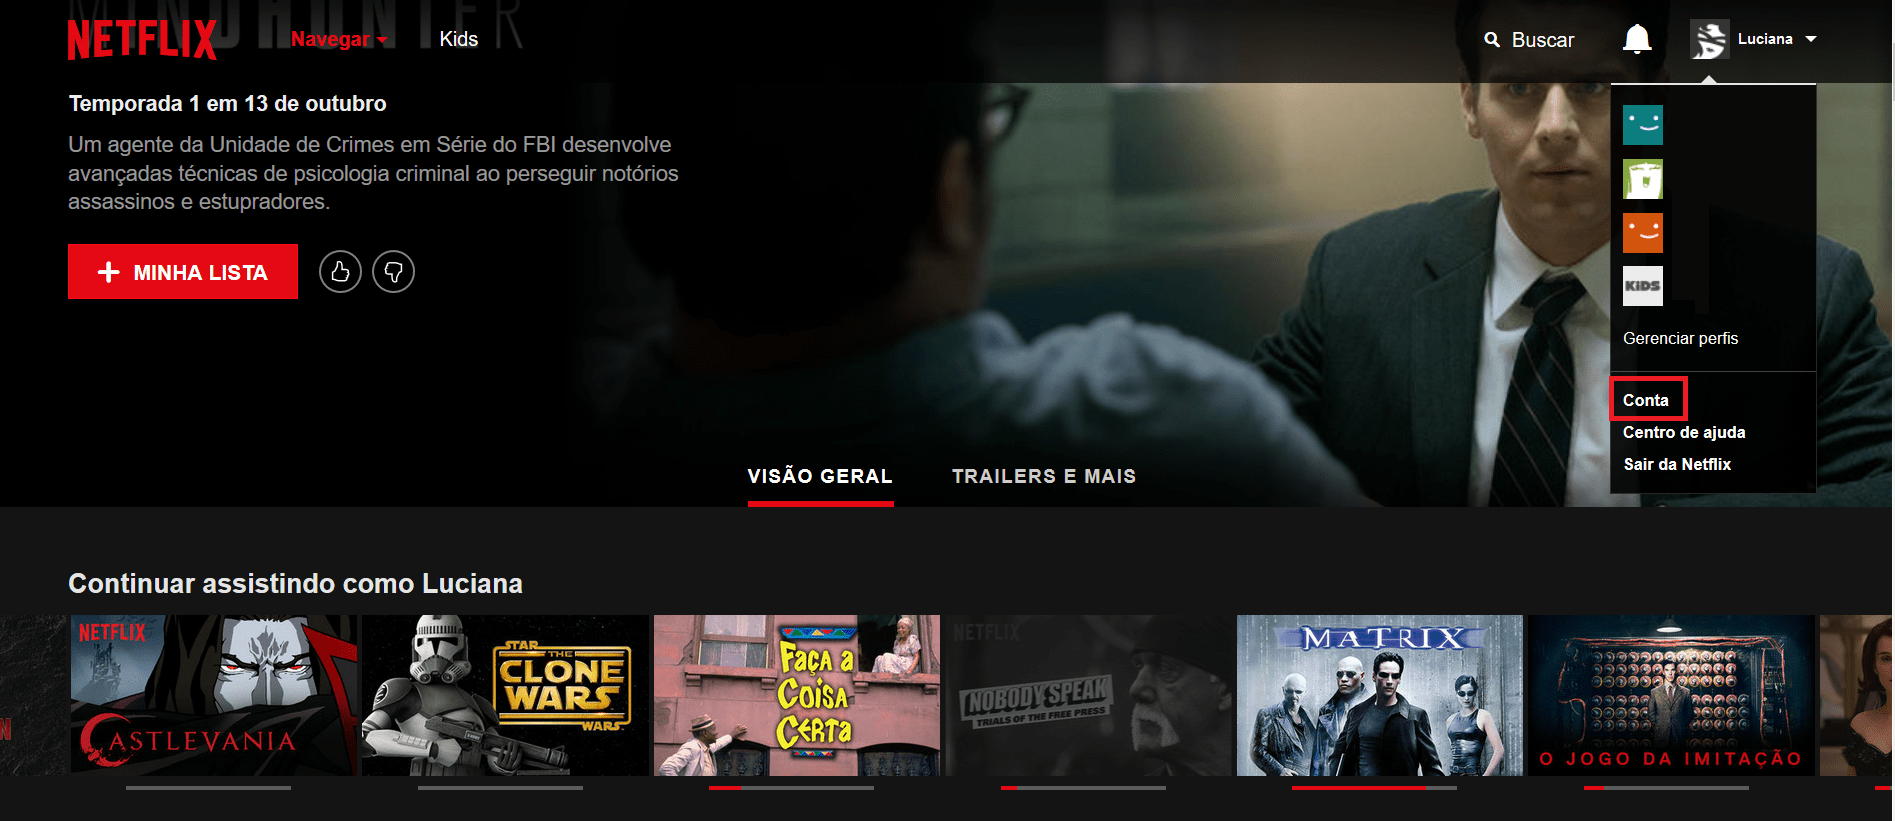 MINDHUNTER
NETFLIX
Navegar
Kids
Buscar
Luciana
Temporada 1 em 13 de outubro
Um agente da Unidade de Crimes em Série do FBI desenvolve
avançadas técnicas de psicologia criminal ao perseguir notórios
assassinos e estupradores.
MINHA LISTA
KIDS
Gerenciar perfis
Conta
Centro de ajuda
Sair da Netflix
VISÃO GERAL
TRAILERS E MAIS
Continuar assistindo como Luciana
N
NETFLIX
CASTLEVANIA
STAR
THE
CLONE
WARS
WARS
FAÇA A
COISA
CERTA
NETFLIX
NOBODY SPEAK
TRIALS OF THE FREE PRESS
MATRIX
O JOGO DA IMITAÇÃO